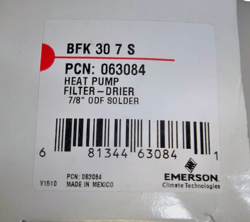 BFK 30 7 S
PCN: 063084
HEAT PUMP
FILTER-DRIER
7/8" ODF SOLDER
6 81344 63084 1
PCN: 063084
V1510 MADE IN MEXICO
EMERSON
Climate Technologies